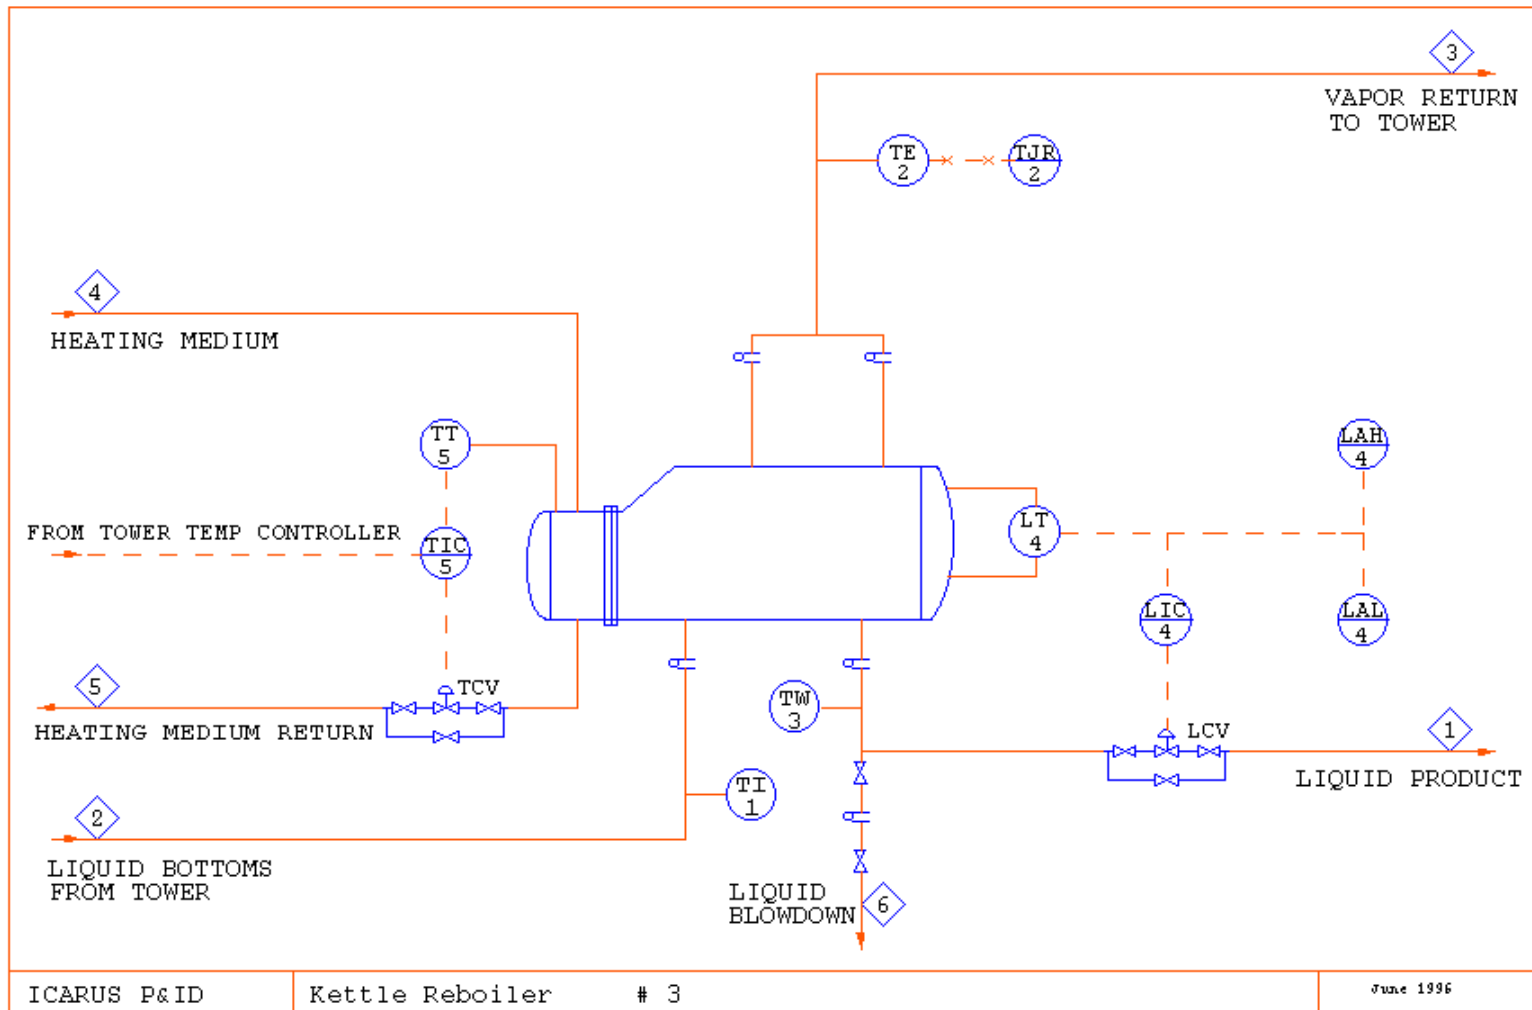 3
VAPOR RETURN
TO TOWER
TE
2
TJR
2
4
HEATING MEDIUM
TT
5
LAH
4
FROM TOWER TEMP CONTROLLER
TIC
5
LT
4
LIC
4
LAL
4
5
TCV
HEATING MEDIUM RETURN
TW
3
LCV
1
LIQUID PRODUCT
TI
1
2
LIQUID BOTTOMS
FROM TOWER
LIQUID
BLOWDOWN
6
ICARUS P&ID
Kettle Reboiler # 3
June 1996